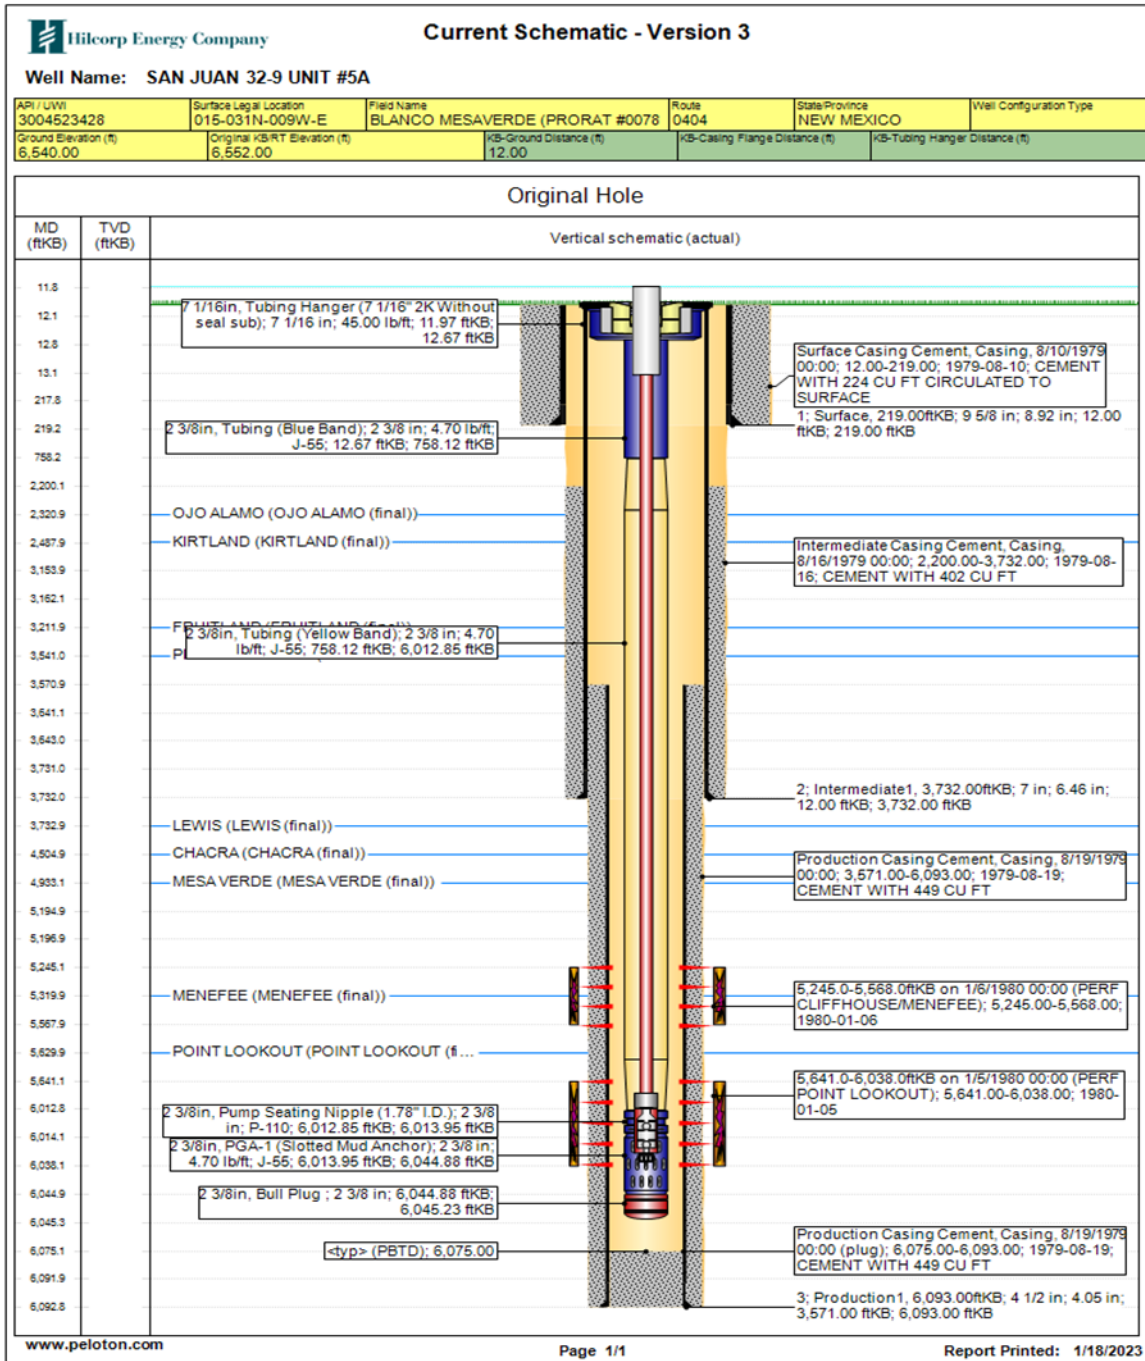 Hilcorp Energy Company
Current Schematic - Version 3
Well Name: SAN JUAN 32-9 UNIT #5A
API / UWI
3004523428
Surface Legal Location
015-031N-009W-E
Field Name
BLANCO MESAVERDE (PRORAT #0078
Route
0404
State/Province
NEW MEXICO
Well Configuration Type
Ground Elevation (ft)
6,540.00
Original KB/RT Elevation (ft)
6,552.00
KB-Ground Distance (ft)
12.00
KB-Casing Flange Distance (ft)
KB-Tubing Hanger Distance (ft)
Original Hole
MD
(ftKB)
TVD
(ftKB)
Vertical schematic (actual)
11.8
12.1
12.8
13.1
217.8
219.2
758.2
2,200.1
2,320.9
2,487.9
3,153.9
3,162.1
3,211.9
3,541.0
3,570.9
3,641.1
3,643.0
3,731.0
3,732.0
3,732.9
4,504.9
4,933.1
5,194.9
5,196.9
5,245.1
5,319.9
5,567.9
5,629.9
5,641.1
6,012.8
6,014.1
6,038.1
6,044.9
6,045.3
6,075.1
6,091.9
6,092.8
7 1/16in, Tubing Hanger (7 1/16" 2K Without
seal sub); 7 1/16 in; 45.00 lb/ft; 11.97 ftKB;
12.67 ftKB
Surface Casing Cement, Casing, 8/10/1979
00:00; 12.00-219.00; 1979-08-10; CEMENT
WITH 224 CU FT CIRCULATED TO
SURFACE
1; Surface, 219.00ftKB; 9 5/8 in; 8.92 in; 12.00
ftKB; 219.00 ftKB
2 3/8in, Tubing (Blue Band); 2 3/8 in; 4.70 lb/ft;
J-55; 12.67 ftKB; 758.12 ftKB
OJO ALAMO (OJO ALAMO (final))
KIRTLAND (KIRTLAND (final))
Intermediate Casing Cement, Casing,
8/16/1979 00:00; 2,200.00-3,732.00; 1979-08-
16; CEMENT WITH 402 CU FT
FRUITLAND (FRUITLAND (final))
2 3/8in, Tubing (Yellow Band); 2 3/8 in; 4.70
lb/ft; J-55; 758.12 ftKB; 6,012.85 ftKB
2; Intermediate1, 3,732.00ftKB; 7 in; 6.46 in;
12.00 ftKB; 3,732.00 ftKB
LEWIS (LEWIS (final))
CHACRA (CHACRA (final))
MESA VERDE (MESA VERDE (final))
Production Casing Cement, Casing, 8/19/1979
00:00; 3,571.00-6,093.00; 1979-08-19;
CEMENT WITH 449 CU FT
MENEFEE (MENEFEE (final))
5,245.0-5,568.0ftKB on 1/6/1980 00:00 (PERF
CLIFFHOUSE/MENEFEE); 5,245.00-5,568.00;
1980-01-06
POINT LOOKOUT (POINT LOOKOUT (fi...
5,641.0-6,038.0ftKB on 1/5/1980 00:00 (PERF
POINT LOOKOUT); 5,641.00-6,038.00; 1980-
01-05
2 3/8in, Pump Seating Nipple (1.78" I.D.); 2 3/8
in; P-110; 6,012.85 ftKB; 6,013.95 ftKB
2 3/8in, PGA-1 (Slotted Mud Anchor); 2 3/8 in;
4.70 lb/ft; J-55; 6,013.95 ftKB; 6,044.88 ftKB
2 3/8in, Bull Plug ; 2 3/8 in; 6,044.88 ftKB;
6,045.23 ftKB
<typ> (PBTD); 6,075.00
Production Casing Cement, Casing, 8/19/1979
00:00 (plug); 6,075.00-6,093.00; 1979-08-19;
CEMENT WITH 449 CU FT
3; Production1, 6,093.00ftKB; 4 1/2 in; 4.05 in;
3,571.00 ftKB; 6,093.00 ftKB
www.peloton.com
Page 1/1
Report Printed: 1/18/2023